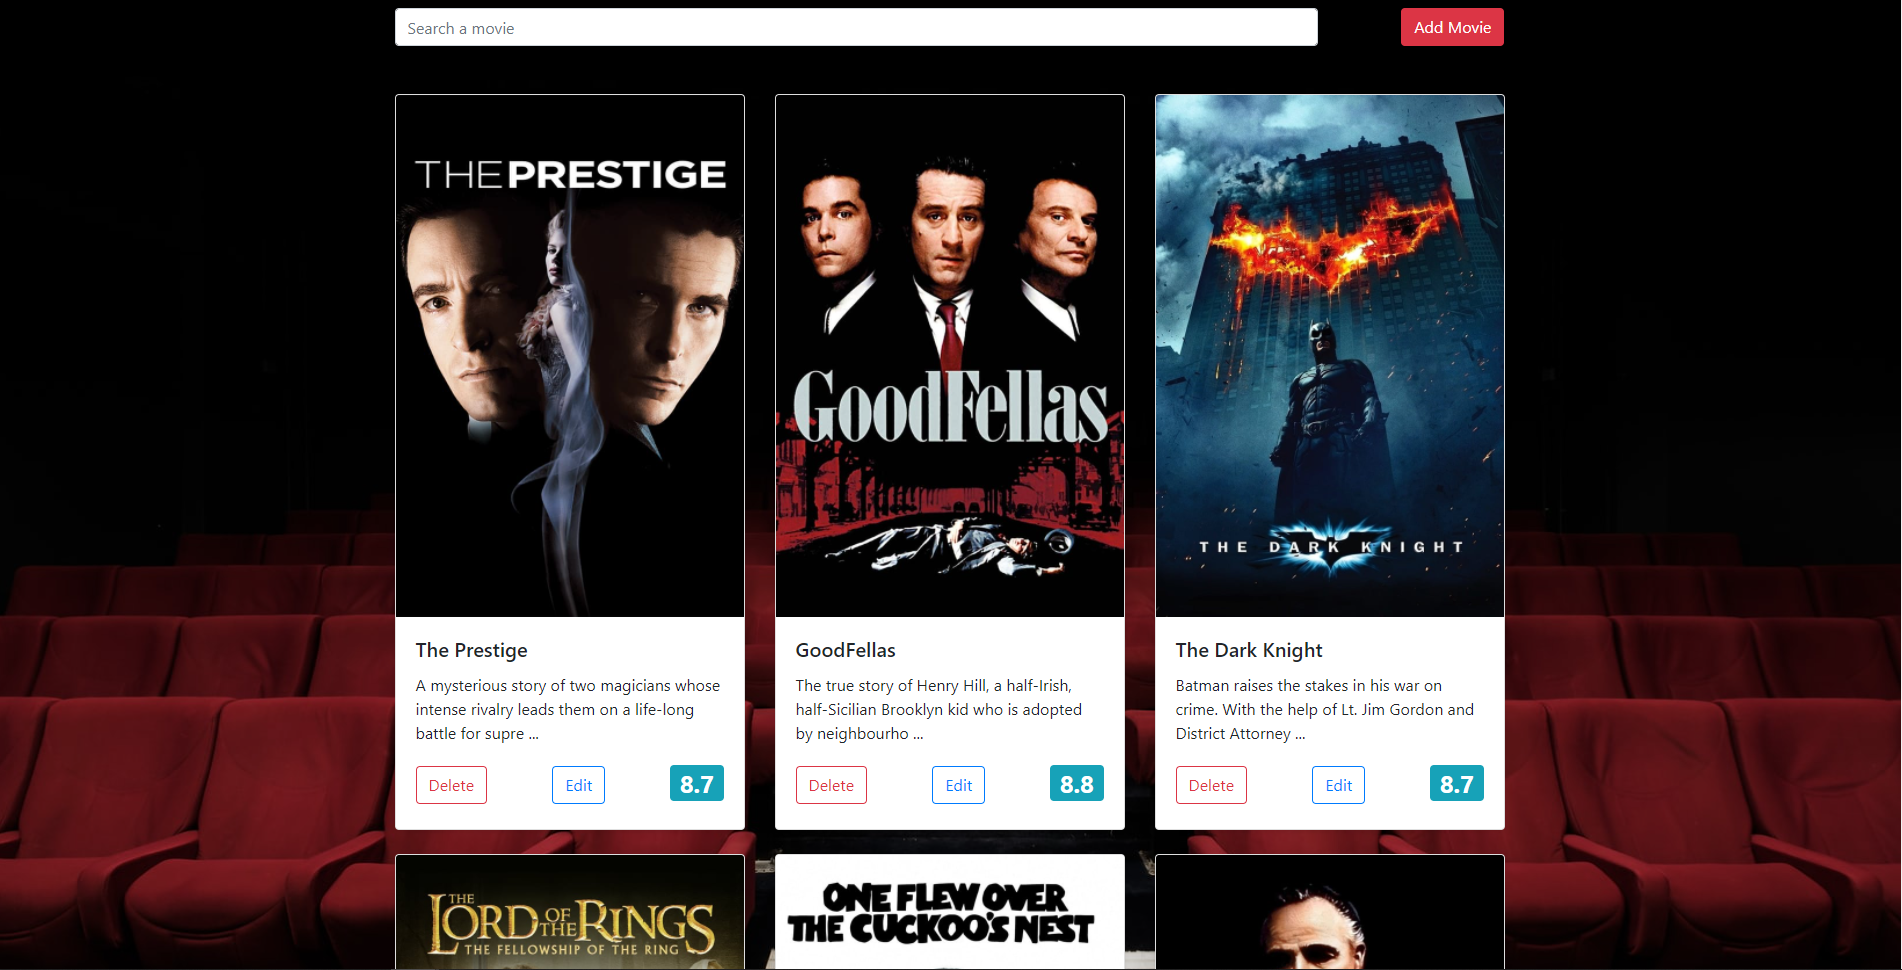 Search a movie
Add Movie
THE PRESTIGE
GOODFELLAS
THE DARK KNIGHT
The Prestige
A mysterious story of two magicians whose
intense rivalry leads them on a life-long
battle for supre ...
Delete
Edit
8.7
GoodFellas
The true story of Henry Hill, a half-Irish,
half-Sicilian Brooklyn kid who is adopted
by neighbourho ...
Delete
Edit
8.8
The Dark Knight
Batman raises the stakes in his war on
crime. With the help of Lt. Jim Gordon and
District Attorney ...
Delete
Edit
8.7
THE
LORD OF THE RINGS
THE FELLOWSHIP OF THE RING
ONE FLEW OVER
THE CUCKOO'S NEST